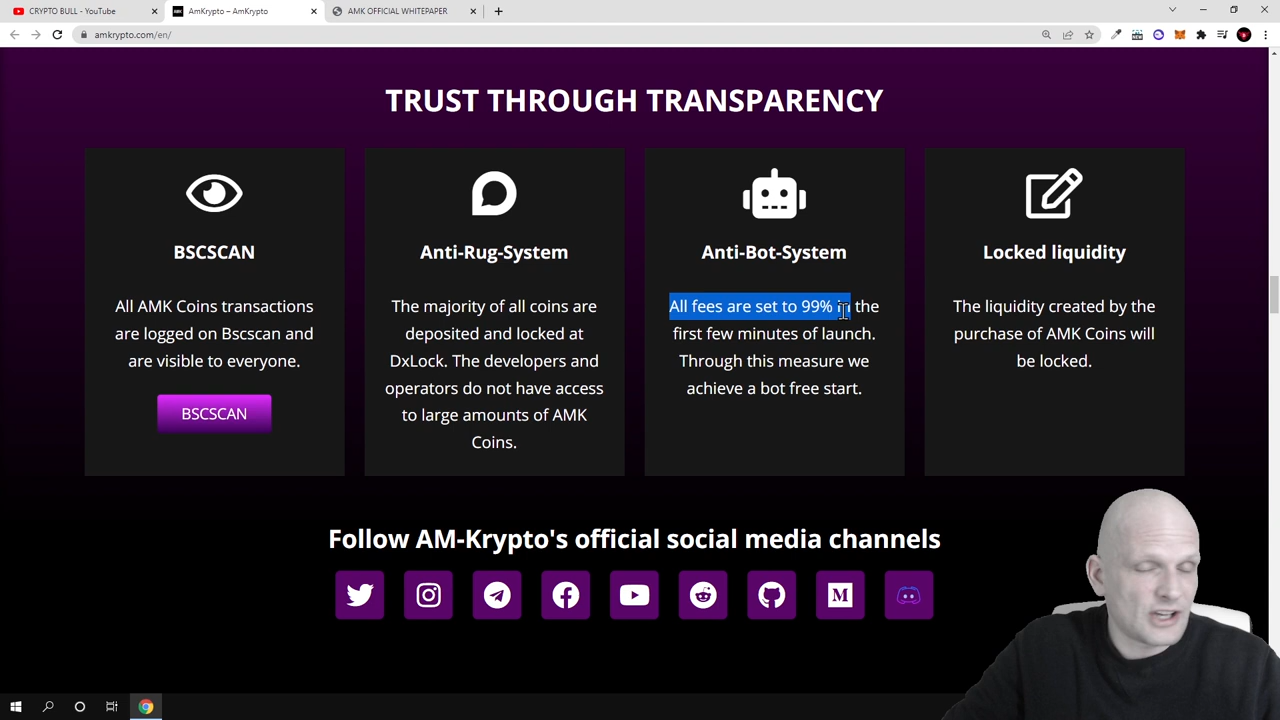 CRYPTO BULL - YouTube
AmKrypto – AmKrypto
AMK OFFICIAL WHITEPAPER
amkrypto.com/en/
TRUST THROUGH TRANSPARENCY
BSCSCAN
All AMK Coins transactions
are logged on Bscscan and
are visible to everyone.
BSCSCAN
Anti-Rug-System
The majority of all coins are
deposited and locked at
DxLock. The developers and
operators do not have access
to large amounts of AMK
Coins.
Anti-Bot-System
All fees are set to 99% in the
first few minutes of launch.
Through this measure we
achieve a bot free start.
Locked liquidity
The liquidity created by the
purchase of AMK Coins will
be locked.
Follow AM-Krypto's official social media channels